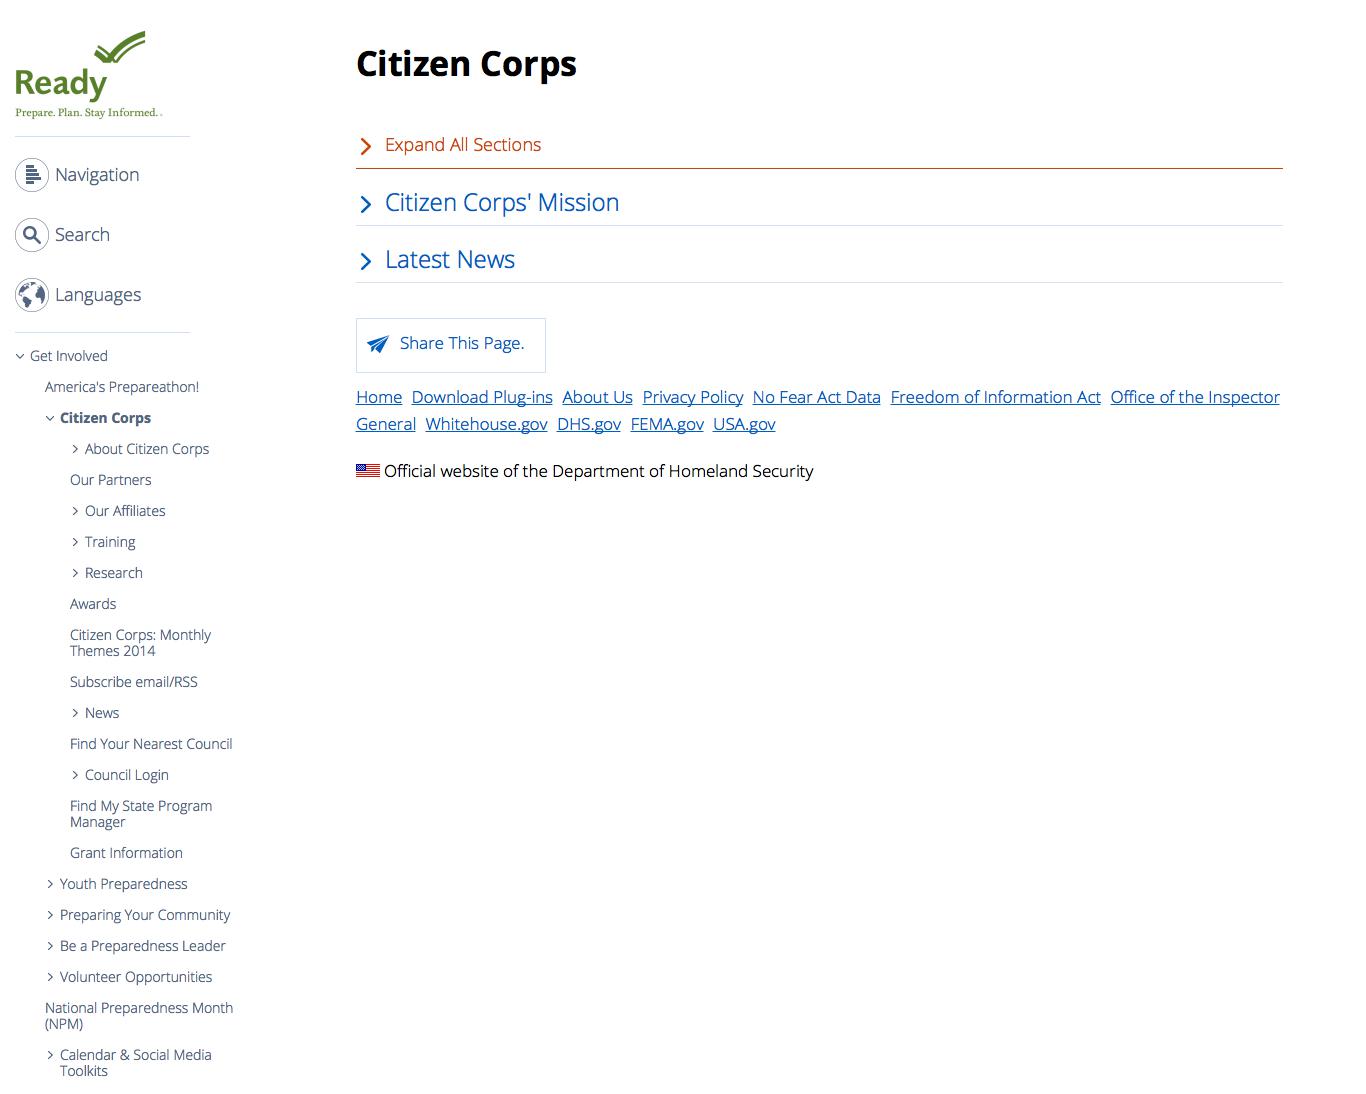 Ready
Prepare. Plan. Stay Informed.
Navigation
Search
Languages
Get Involved
America's Prepareathon!
Citizen Corps
About Citizen Corps
Our Partners
Our Affiliates
Training
Research
Awards
Citizen Corps: Monthly
Themes 2014
Subscribe email/RSS
News
Find Your Nearest Council
Council Login
Find My State Program
Manager
Grant Information
Youth Preparedness
Preparing Your Community
Be a Preparedness Leader
Volunteer Opportunities
National Preparedness Month
(NPM)
Calendar & Social Media
Toolkits
Citizen Corps
Expand All Sections
Citizen Corps' Mission
Latest News
Share This Page.
Home Download Plug-ins About Us Privacy Policy No Fear Act Data Freedom of Information Act Office of the Inspector
General Whitehouse.gov DHS.gov FEMA.gov USA.gov
Official website of the Department of Homeland Security